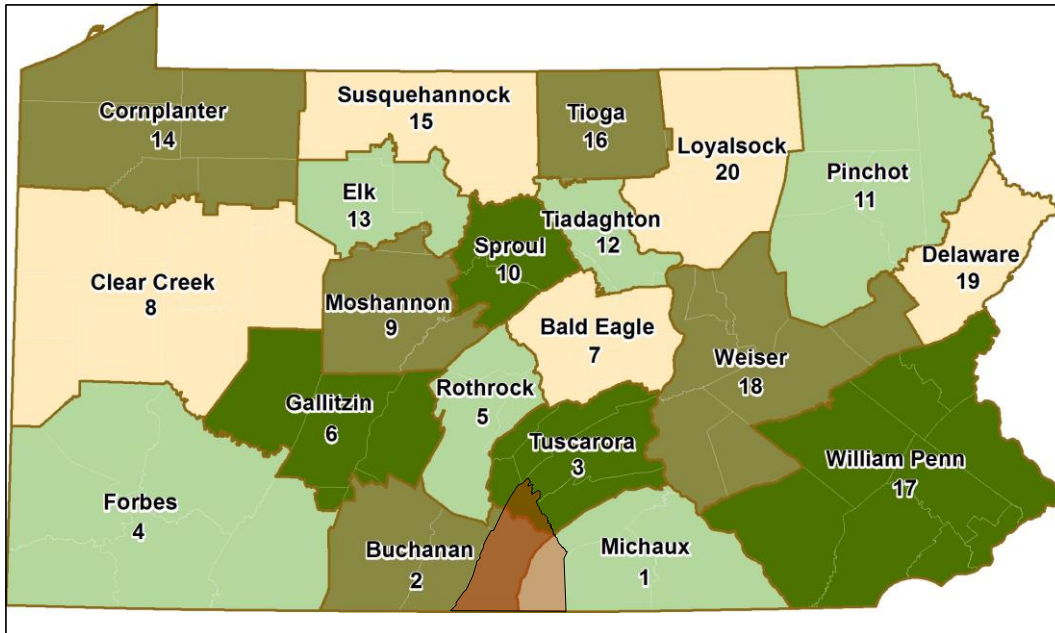 Cornplanter
14
Susquehannock
15
Tioga
16
Loyalsock
20
Pinchot
11
Elk
13
Tiadaghton
12
Sproul
10
Delaware
19
Clear Creek
8
Moshannon
9
Bald Eagle
7
Weiser
18
Rothrock
5
Gallitzin
6
Tuscarora
3
William Penn
17
Forbes
4
Buchanan
2
Michaux
1